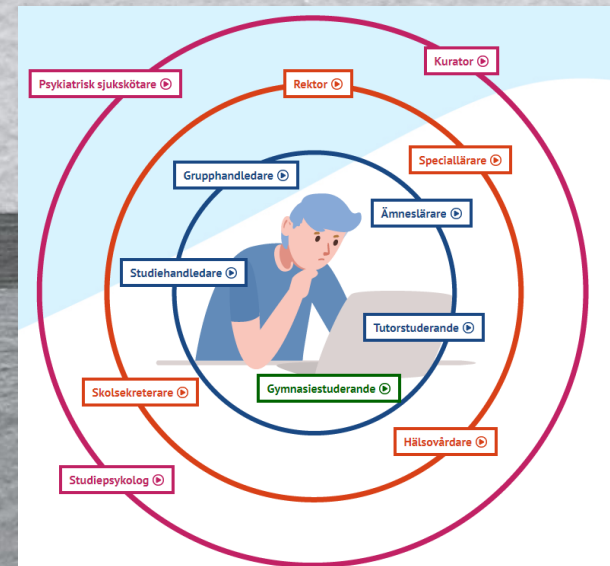 Kurator
Psykiatrisk sjukskötare
Rektor
Speciallärare
Grupphandledare
Ämneslärare
Studiehandledare
Tutorstuderande
Gymnasiestuderande
Skolsekreterare
Hälsovårdare
Studiepsykolog